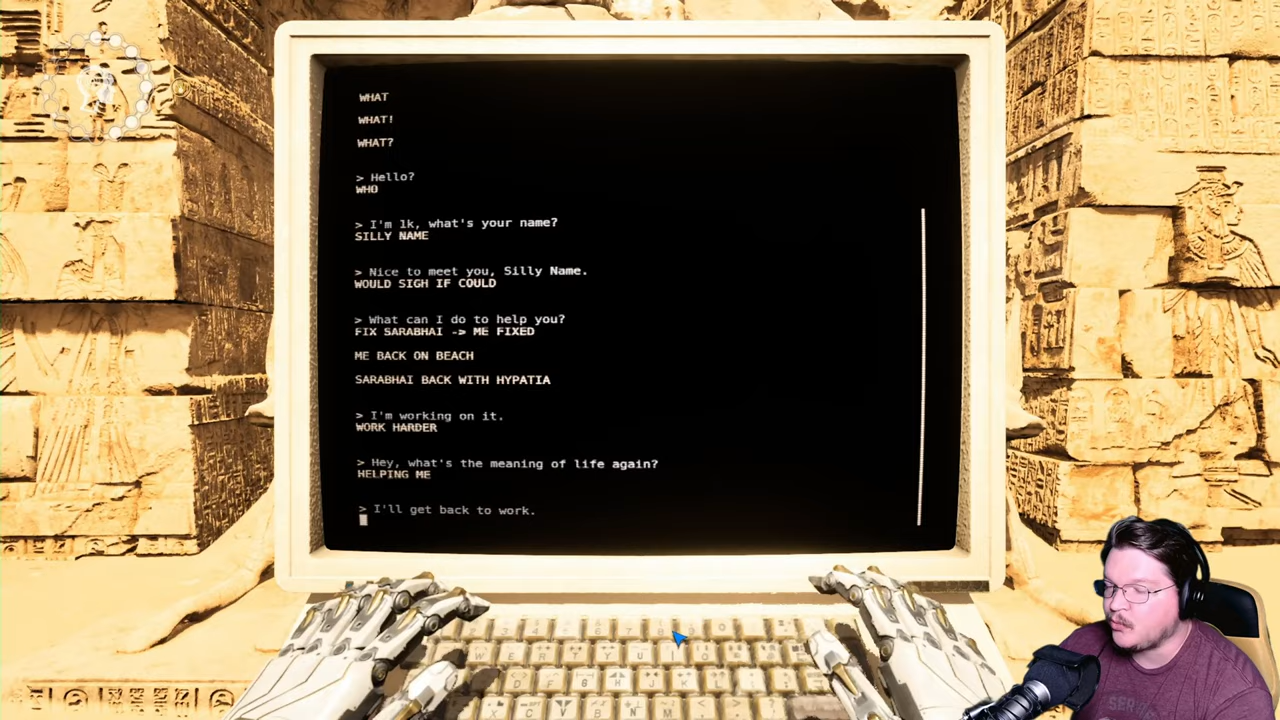 WHAT
WHAT!
WHAT?
> Hello?
WHO
> I'm 1k, what's your name?
SILLY NAME
> Nice to meet you, Silly Name.
WOULD SIGH IF COULD
> What can I do to help you?
FIX SARABHAI -> ME FIXED
ME BACK ON BEACH
SARABHAI BACK WITH HYPATIA
> I'm working on it.
WORK HARDER
> Hey, what's the meaning of life again?
HELPING ME
> I'll get back to work.